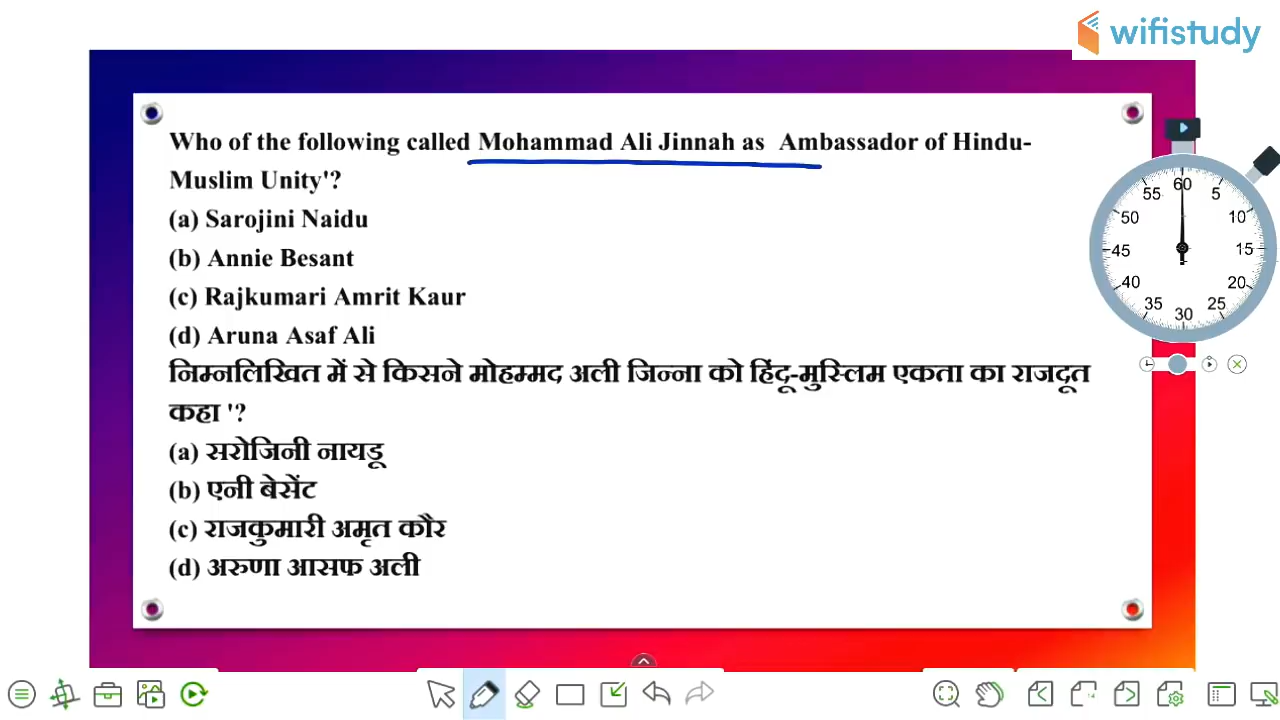 wifistudy
Who of the following called Mohammad Ali Jinnah as Ambassador of Hindu-
Muslim Unity'?
(a) Sarojini Naidu
(b) Annie Besant
(c) Rajkumari Amrit Kaur
(d) Aruna Asaf Ali
निम्नलिखित में से किसने मोहम्मद अली जिन्ना को हिंदू-मुस्लिम एकता का राजदूत
कहा '?
(a) सरोजिनी नायडू
(b) एनी बेसेंट
(c) राजकुमारी अमृत कौर
(d) अरुणा आसफ अली
60
55 5
50 10
45 15
40 20
35 25
30